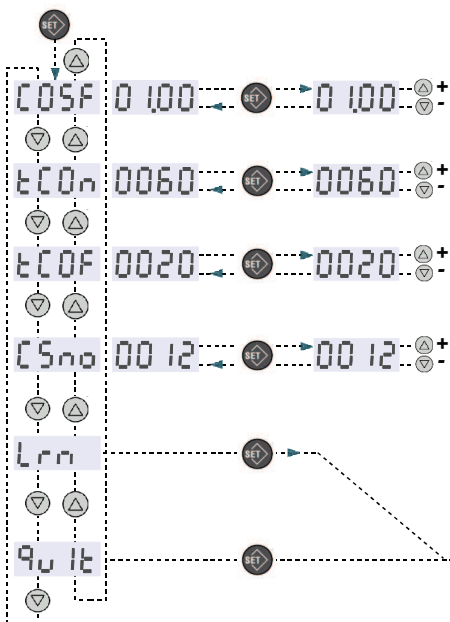 SET
COSF 01.00 SET 01.00 +
-
tCOn 0060 SET 0060 +
-
tCOF 0020 SET 0020 +
-
CSno 0012 SET 0012 +
-
Lrn SET
quit SET